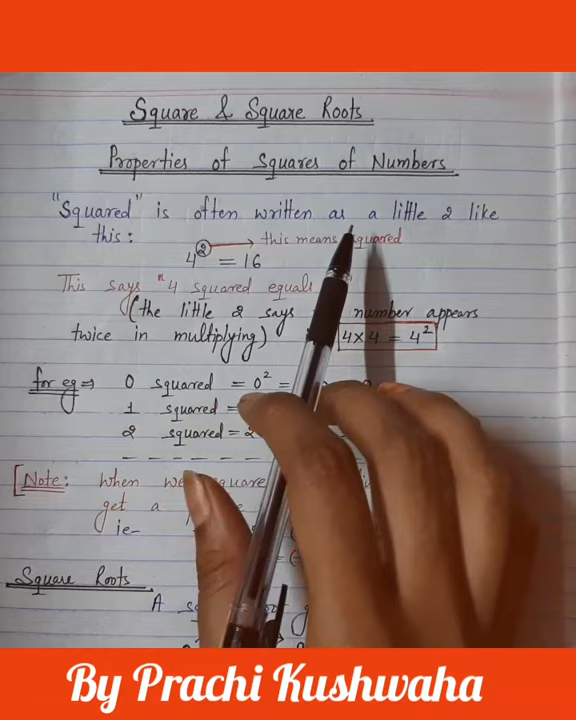 Square & Square Roots
Properties of Squares of Numbers
"Squared" is often written as a little 2 like
this:
this means squared
4² = 16
This says "4 squared equals
(the little 2 says number appears
twice in multiplying) 4×4 = 4²
for eg ⇒ 0 squared = 0² =
1 squared =
2 squared = 2
[Note: when we square
get a
ie-
Square Roots
A
By Prachi Kushwaha